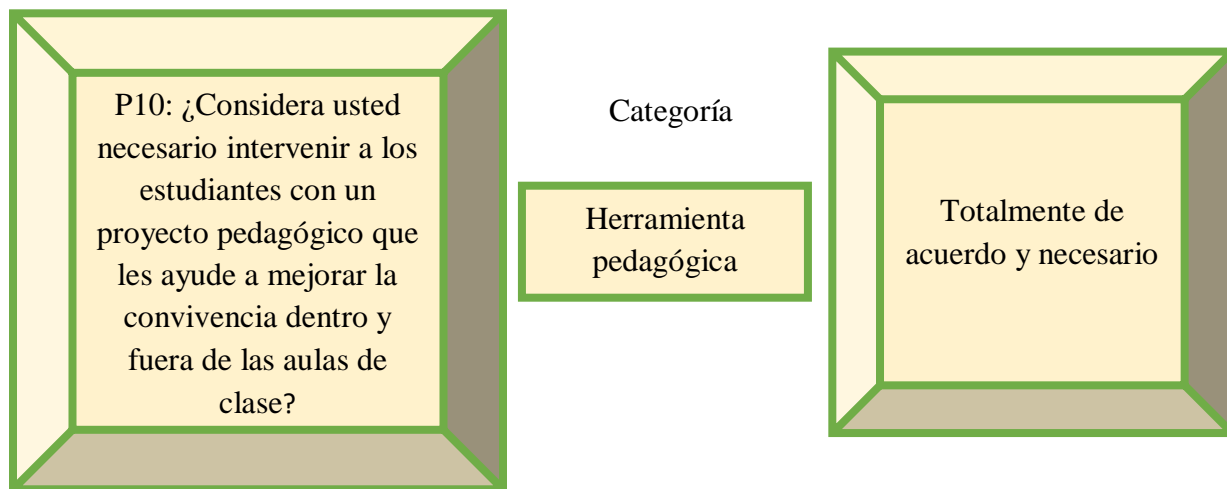 P10: ¿Considera usted
necesario intervenir a los
estudiantes con un
proyecto pedagógico que
les ayude a mejorar la
convivencia dentro y
fuera de las aulas de
clase?
Categoría
Herramienta
pedagógica
Totalmente de
acuerdo y necesario